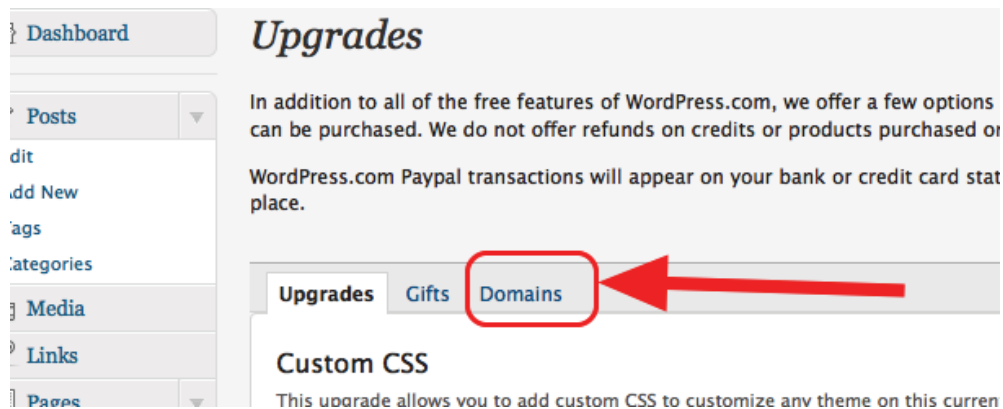 Dashboard
Posts
dit
dd New
ags
ategories
Media
Links
Pages
Upgrades
In addition to all of the free features of WordPress.com, we offer a few options
can be purchased. We do not offer refunds on credits or products purchased
WordPress.com Paypal transactions will appear on your bank or credit card stat
place.
Upgrades Gifts Domains
Custom CSS
This upgrade allows you to add custom CSS to customize any theme on this curren